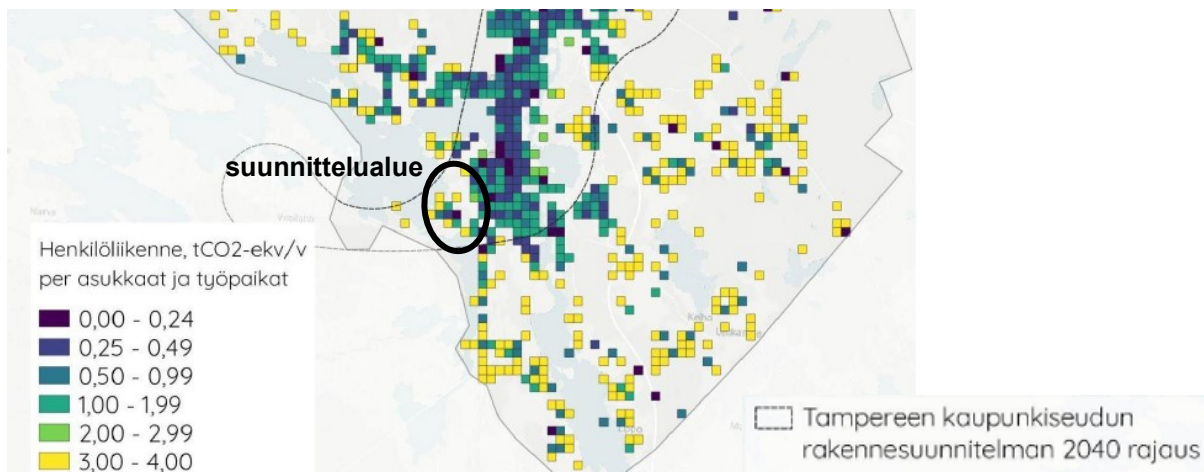 suunnittelualue
Henkilöliikenne, tCO2-ekv/v
per asukkaat ja työpaikat
0,00 - 0,24
0,25 - 0,49
0,50 - 0,99
1,00 - 1,99
2,00 - 2,99
3,00 - 4,00
Tampereen kaupunkiseudun
rakennesuunnitelman 2040 rajaus